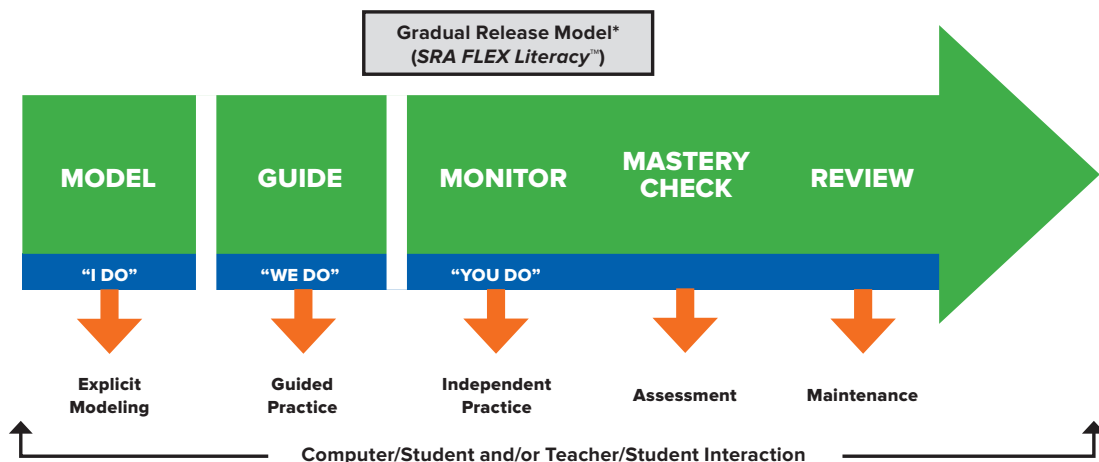 Gradual Release Model*
(SRA FLEX Literacy™)
MODEL
GUIDE
MONITOR
MASTERY
CHECK
REVIEW
“I DO”
“WE DO”
“YOU DO”
Explicit
Modeling
Guided
Practice
Independent
Practice
Assessment
Maintenance
Computer/Student and/or Teacher/Student Interaction